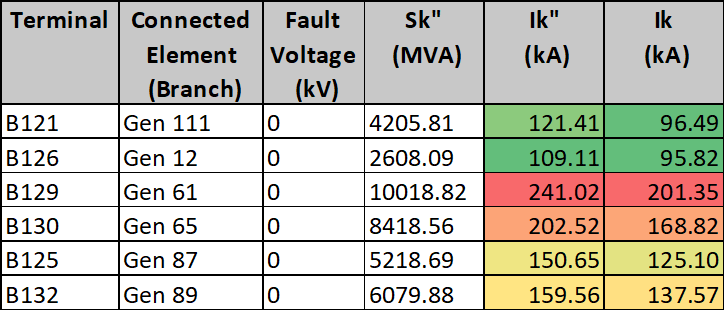 Terminal Connected Element (Branch) Fault Voltage (kV) Sk" (MVA) Ik" (kA) Ik (kA)
B121 Gen 111 0 4205.81 121.41 96.49
B126 Gen 12 0 2608.09 109.11 95.82
B129 Gen 61 0 10018.82 241.02 201.35
B130 Gen 65 0 8418.56 202.52 168.82
B125 Gen 87 0 5218.69 150.65 125.10
B132 Gen 89 0 6079.88 159.56 137.57